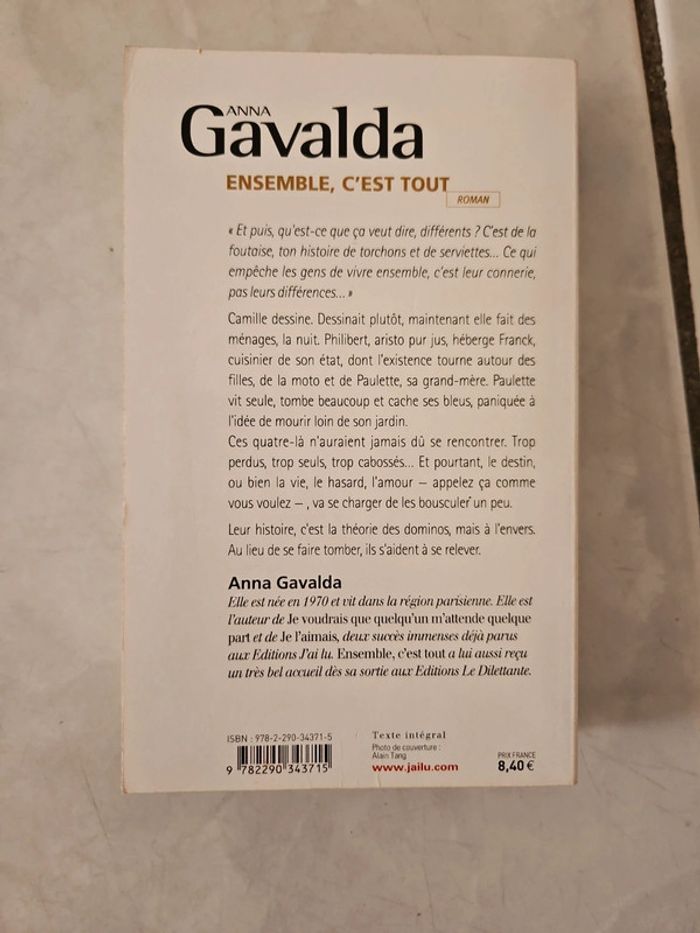 ANNA
Gavalda
ENSEMBLE, C'EST TOUT
ROMAN
« Et puis, qu'est-ce que ça veut dire, différents ? C'est de la
foutaise, ton histoire de torchons et de serviettes... Ce qui
empêche les gens de vivre ensemble, c'est leur connerie,
pas leurs différences... »
Camille dessine. Dessinait plutôt, maintenant elle fait des
ménages, la nuit. Philibert, aristo pur jus, héberge Franck,
cuisinier de son état, dont l'existence tourne autour des
filles, de la moto et de Paulette, sa grand-mère. Paulette
vit seule, tombe beaucoup et cache ses bleus, paniquée à
l'idée de mourir loin de son jardin.
Ces quatre-là n'auraient jamais dû se rencontrer. Trop
perdus, trop seuls, trop cabossés... Et pourtant, le destin,
ou bien la vie, le hasard, l'amour – appelez ça comme
vous voulez – , va se charger de les bousculer un peu.
Leur histoire, c'est la théorie des dominos, mais à l'envers.
Au lieu de se faire tomber, ils s'aident à se relever.
Anna Gavalda
Elle est née en 1970 et vit dans la région parisienne. Elle est
l'auteur de Je voudrais que quelqu'un m'attende quelque
part et de Je l'aimais, deux succès immenses déjà parus
aux Editions J'ai lu. Ensemble, c'est tout a lui aussi reçu
un très bel accueil dès sa sortie aux Editions Le Dilettante.
ISBN : 978-2-290-34371-5
9 782290 343715
Texte intégral
Photo de couverture :
Alain Tang
www.jailu.com
PRIX FRANCE
8,40 €